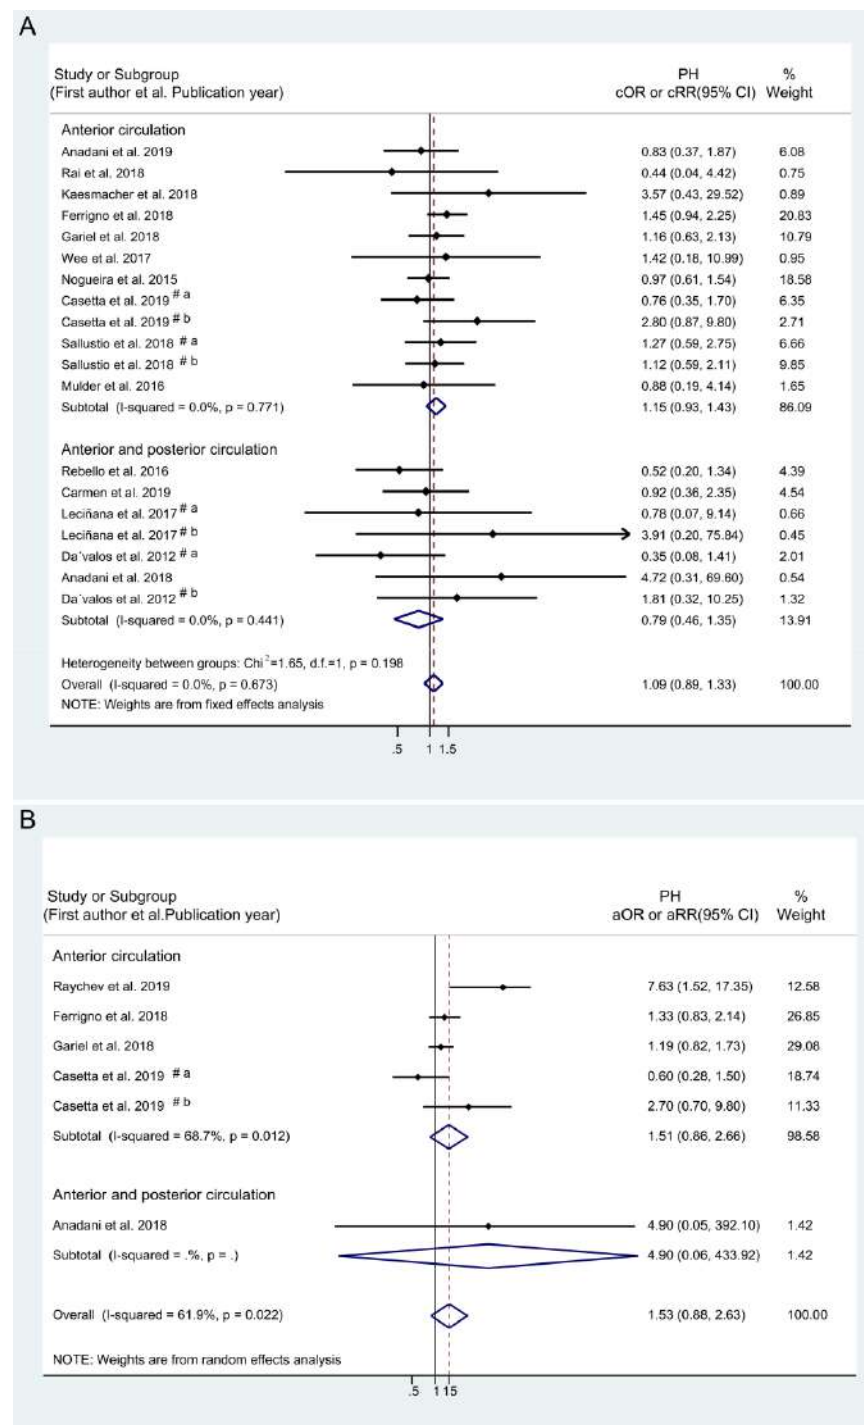 A
Study or Subgroup PH %
(First author et al. Publication year) cOR or cRR(95% CI) Weight
Anterior circulation
Anadani et al. 2019 0.83 (0.37, 1.87) 6.08
Rai et al. 2018 0.44 (0.04, 4.42) 0.75
Kaesmacher et al. 2018 3.57 (0.43, 29.52) 0.89
Ferrigno et al. 2018 1.45 (0.94, 2.25) 20.83
Gariel et al. 2018 1.16 (0.63, 2.13) 10.79
Wee et al. 2017 1.42 (0.18, 10.99) 0.95
Nogueira et al. 2015 0.97 (0.61, 1.54) 18.58
Casetta et al. 2019 # a 0.76 (0.35, 1.70) 6.35
Casetta et al. 2019 # b 2.80 (0.87, 9.80) 2.71
Sallustio et al. 2018 # a 1.27 (0.59, 2.75) 6.66
Sallustio et al. 2018 # b 1.12 (0.59, 2.11) 9.85
Mulder et al. 2016 0.88 (0.19, 4.14) 1.65
Subtotal (I-squared = 0.0%, p = 0.771) 1.15 (0.93, 1.43) 86.09
Anterior and posterior circulation
Rebello et al. 2016 0.52 (0.20, 1.34) 4.39
Carmen et al. 2019 0.92 (0.36, 2.35) 4.54
Leciñana et al. 2017 # a 0.78 (0.07, 9.14) 0.66
Leciñana et al. 2017 # b 3.91 (0.20, 75.84) 0.45
Da´valos et al. 2012 # a 0.35 (0.08, 1.41) 2.01
Anadani et al. 2018 4.72 (0.31, 69.60) 0.54
Da´valos et al. 2012 # b 1.81 (0.32, 10.25) 1.32
Subtotal (I-squared = 0.0%, p = 0.441) 0.79 (0.46, 1.35) 13.91
Heterogeneity between groups: Chi²=1.65, d.f.=1, p = 0.198
Overall (I-squared = 0.0%, p = 0.673) 1.09 (0.89, 1.33) 100.00
NOTE: Weights are from fixed effects analysis
.5 1 1.5
B
Study or Subgroup PH %
(First author et al.Publication year) aOR or aRR(95% CI) Weight
Anterior circulation
Raychev et al. 2019 7.63 (1.52, 17.35) 12.58
Ferrigno et al. 2018 1.33 (0.83, 2.14) 26.85
Gariel et al. 2018 1.19 (0.82, 1.73) 29.08
Casetta et al. 2019 # a 0.60 (0.28, 1.50) 18.74
Casetta et al. 2019 # b 2.70 (0.70, 9.80) 11.33
Subtotal (I-squared = 68.7%, p = 0.012) 1.51 (0.86, 2.66) 98.58
Anterior and posterior circulation
Anadani et al. 2018 4.90 (0.05, 392.10) 1.42
Subtotal (I-squared = .%, p = .) 4.90 (0.06, 433.92) 1.42
Overall (I-squared = 61.9%, p = 0.022) 1.53 (0.88, 2.63) 100.00
NOTE: Weights are from random effects analysis
.5 1 15